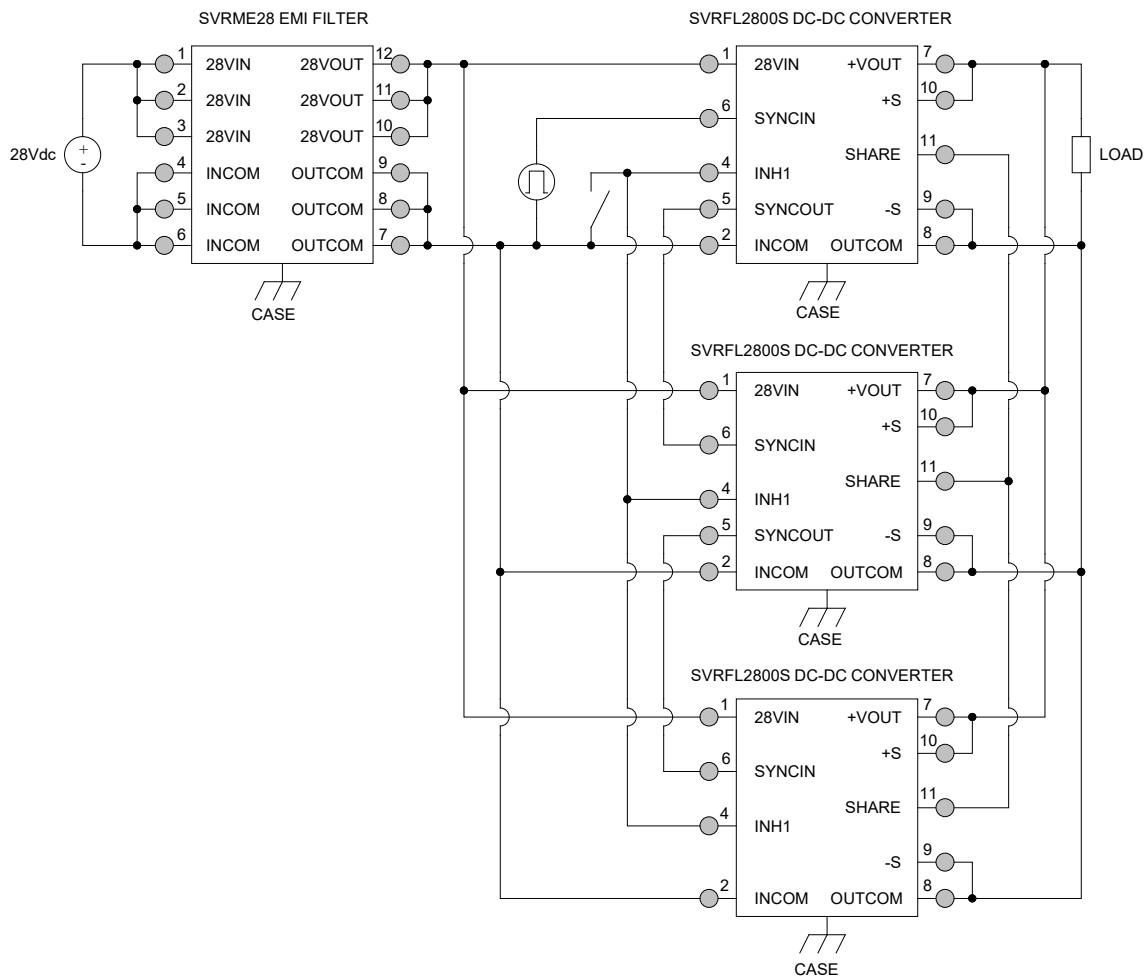 SVRME28 EMI FILTER
SVRFL2800S DC-DC CONVERTER
28Vdc
+
-
1 28VIN 28VOUT 12
2 28VIN 28VOUT 11
3 28VIN 28VOUT 10
4 INCOM OUTCOM 9
5 INCOM OUTCOM 8
6 INCOM OUTCOM 7
CASE
1 28VIN +VOUT 7
+S 10
6 SYNCIN
SHARE 11
4 INH1
5 SYNCOUT -S 9
2 INCOM OUTCOM 8
CASE
LOAD
SVRFL2800S DC-DC CONVERTER
1 28VIN +VOUT 7
+S 10
6 SYNCIN
SHARE 11
4 INH1
5 SYNCOUT -S 9
2 INCOM OUTCOM 8
CASE
SVRFL2800S DC-DC CONVERTER
1 28VIN +VOUT 7
+S 10
6 SYNCIN
SHARE 11
4 INH1
-S 9
2 INCOM OUTCOM 8
CASE